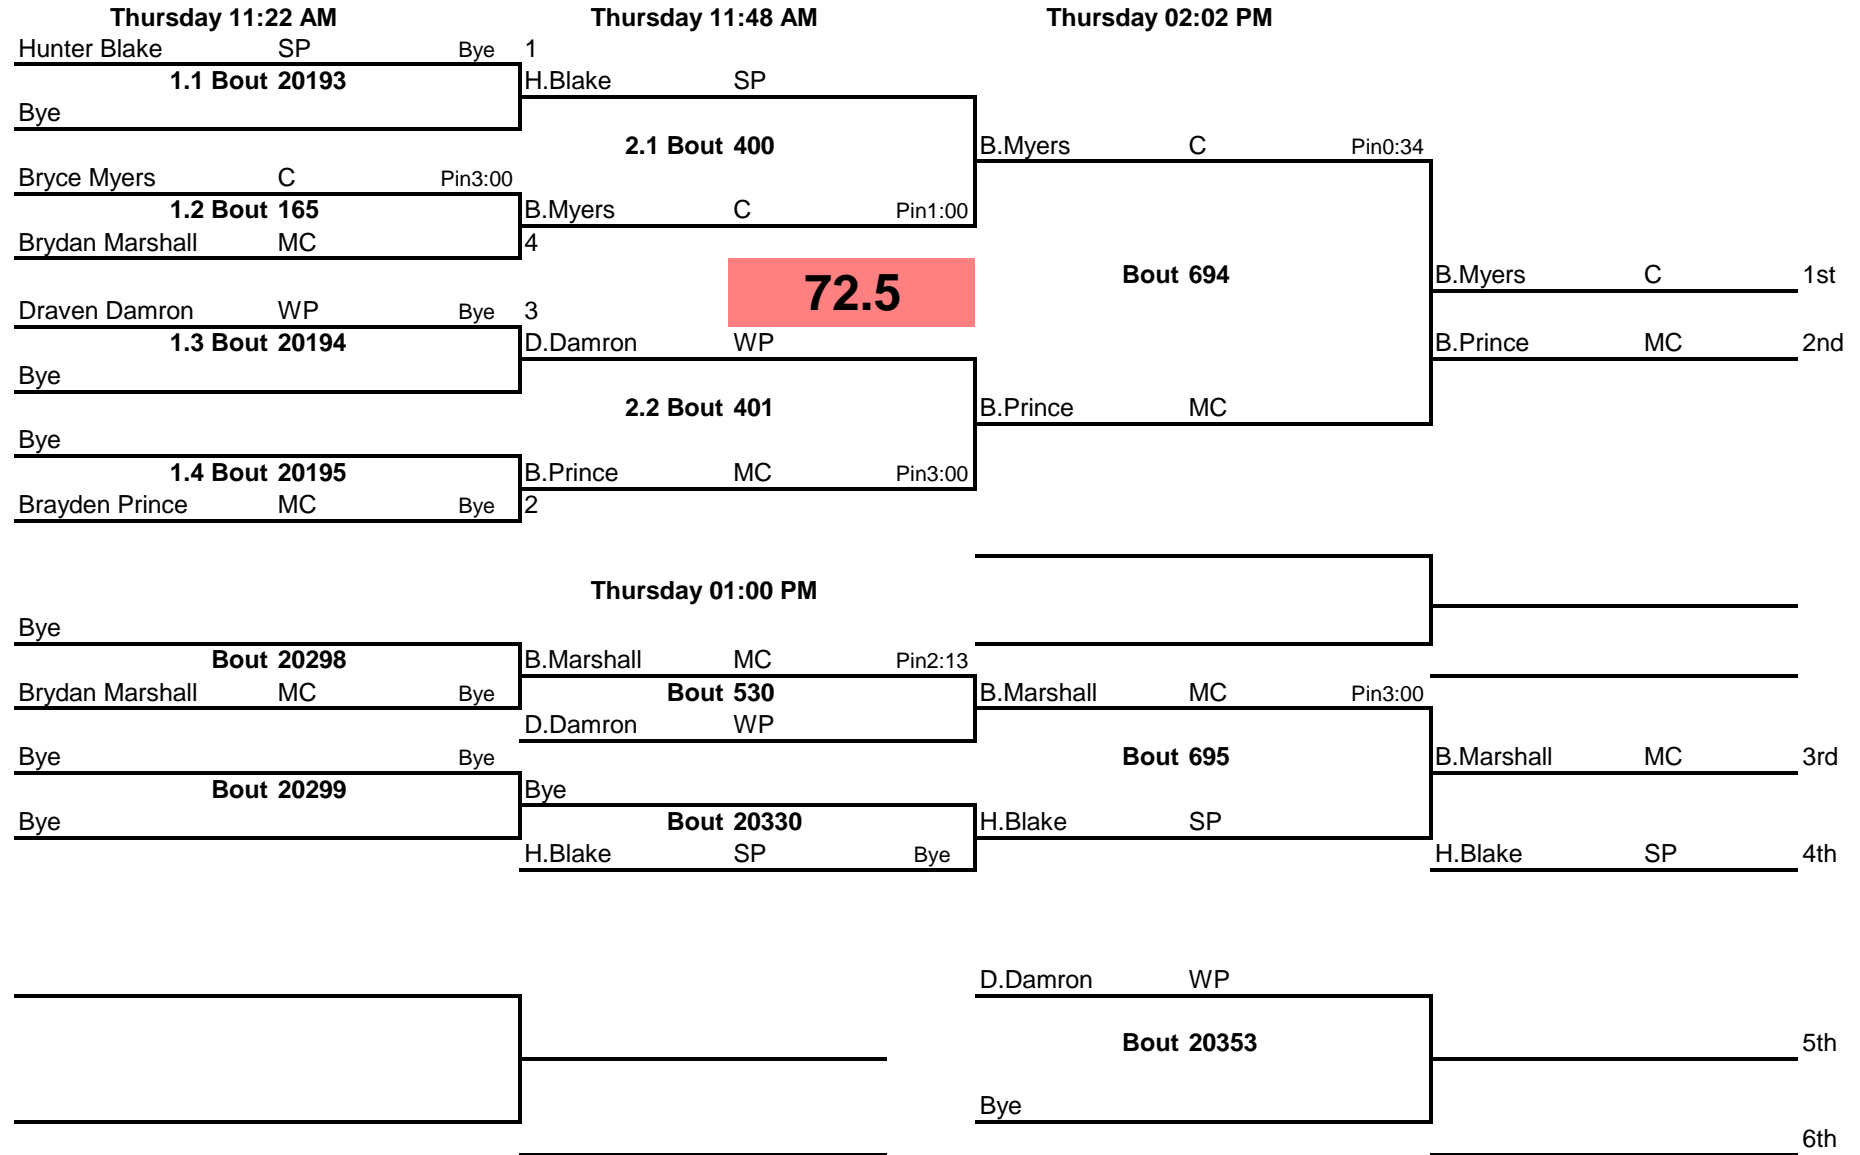 Thursday 11:22 AM Thursday 11:48 AM Thursday 02:02 PM
Hunter Blake SP Bye 1
1.1 Bout 20193 H.Blake SP
Bye
2.1 Bout 400 B.Myers C Pin0:34
Bryce Myers C Pin3:00
1.2 Bout 165 B.Myers C Pin1:00
Brydan Marshall MC 4
72.5 Bout 694 B.Myers C 1st
Draven Damron WP Bye 3
1.3 Bout 20194 D.Damron WP B.Prince MC 2nd
Bye
2.2 Bout 401 B.Prince MC
Bye
1.4 Bout 20195 B.Prince MC Pin3:00
Brayden Prince MC Bye 2
Thursday 01:00 PM
Bye
Bout 20298 B.Marshall MC Pin2:13
Brydan Marshall MC Bye Bout 530 B.Marshall MC Pin3:00
D.Damron WP
Bye Bye Bout 695 B.Marshall MC 3rd
Bout 20299 Bye
Bye Bout 20330 H.Blake SP
H.Blake SP Bye H.Blake SP 4th
D.Damron WP
Bout 20353 5th
Bye
6th